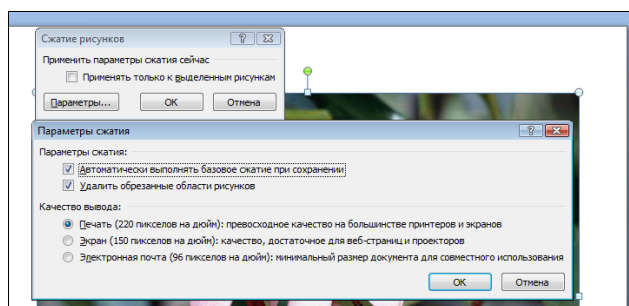 Сжатие рисунков
Применить параметры сжатия сейчас
Применять только к выделенным рисункам
Параметры...
ОК
Отмена
Параметры сжатия
Параметры сжатия:
Автоматически выполнять базовое сжатие при сохранении
Удалить обрезанные области рисунков
Качество вывода:
Печать (220 пикселов на дюйм): превосходное качество на большинстве принтеров и экранов
Экран (150 пикселов на дюйм): качество, достаточное для веб-страниц и проекторов
Электронная почта (96 пикселов на дюйм): минимальный размер документа для совместного использования
ОК
Отмена